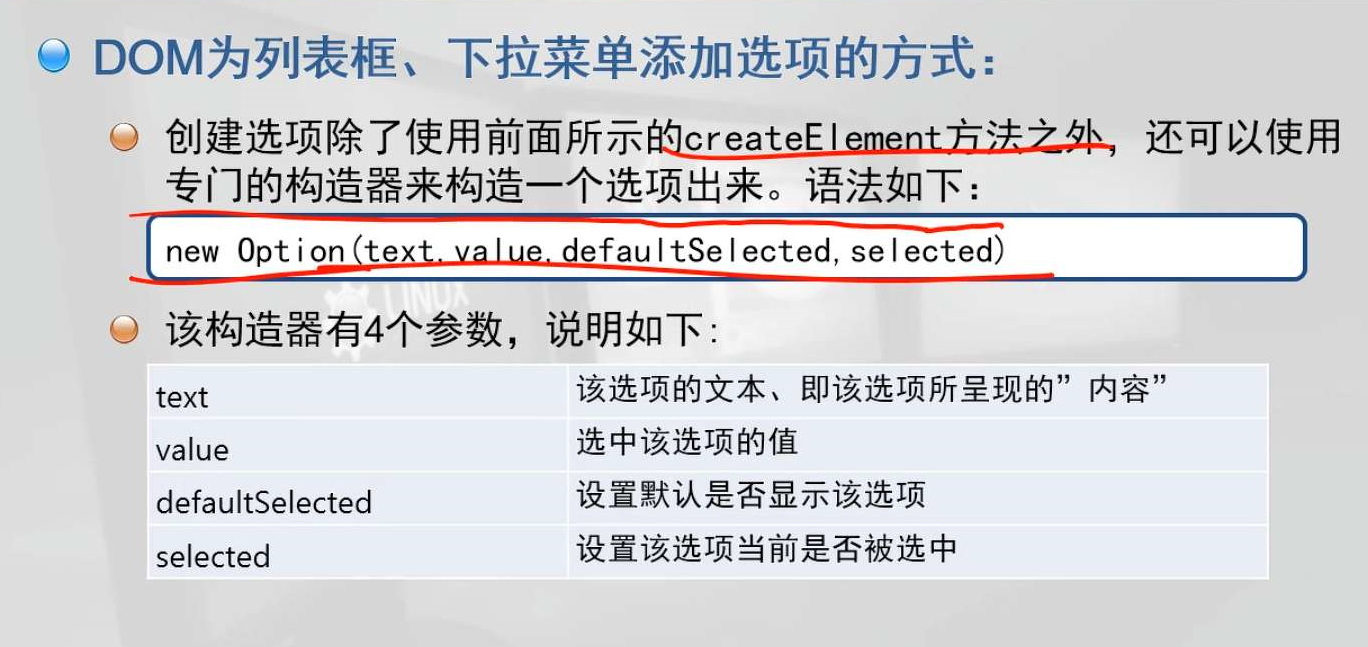 DOM为列表框、下拉菜单添加选项的方式：
创建选项除了使用前面所示的createElement方法之外，还可以使用
专门的构造器来构造一个选项出来。语法如下：
new Option(text,value,defaultSelected,selected)
LINUX
该构造器有4个参数，说明如下：
text 该选项的文本、即该选项所呈现的”内容”
value 选中该选项的值
defaultSelected 设置默认是否显示该选项
selected 设置该选项当前是否被选中